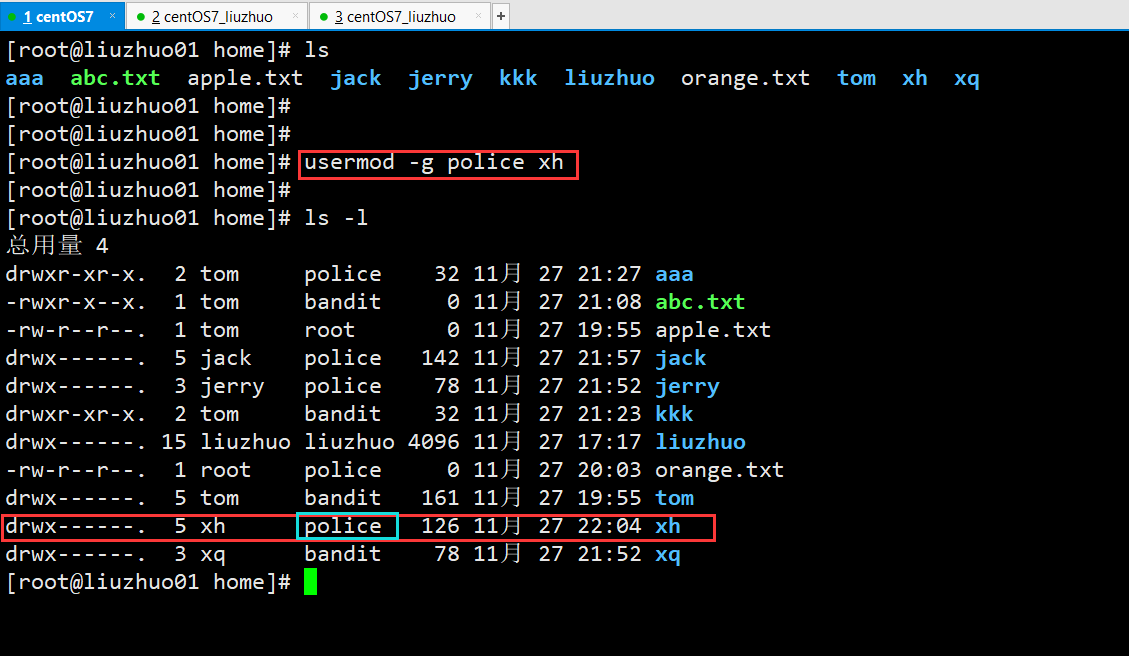 1 centOS7 × 2 centOS7_liuzhuo × 3 centOS7_liuzhuo × +
[root@liuzhuo01 home]# ls
aaa  abc.txt  apple.txt  jack  jerry  kkk  liuzhuo  orange.txt  tom  xh  xq
[root@liuzhuo01 home]#
[root@liuzhuo01 home]#
[root@liuzhuo01 home]# usermod -g police xh
[root@liuzhuo01 home]#
[root@liuzhuo01 home]# ls -l
总用量 4
drwxr-xr-x.  2 tom     police    32 11月 27 21:27 aaa
-rwxr-x--x.  1 tom     bandit     0 11月 27 21:08 abc.txt
-rw-r--r--.  1 tom     root       0 11月 27 19:55 apple.txt
drwx------.  5 jack    police   142 11月 27 21:57 jack
drwx------.  3 jerry   police    78 11月 27 21:52 jerry
drwxr-xr-x.  2 tom     bandit    32 11月 27 21:23 kkk
drwx------. 15 liuzhuo liuzhuo 4096 11月 27 17:17 liuzhuo
-rw-r--r--.  1 root    police     0 11月 27 20:03 orange.txt
drwx------.  5 tom     bandit   161 11月 27 19:55 tom
drwx------.  5 xh      police   126 11月 27 22:04 xh
drwx------.  3 xq      bandit    78 11月 27 21:52 xq
[root@liuzhuo01 home]#